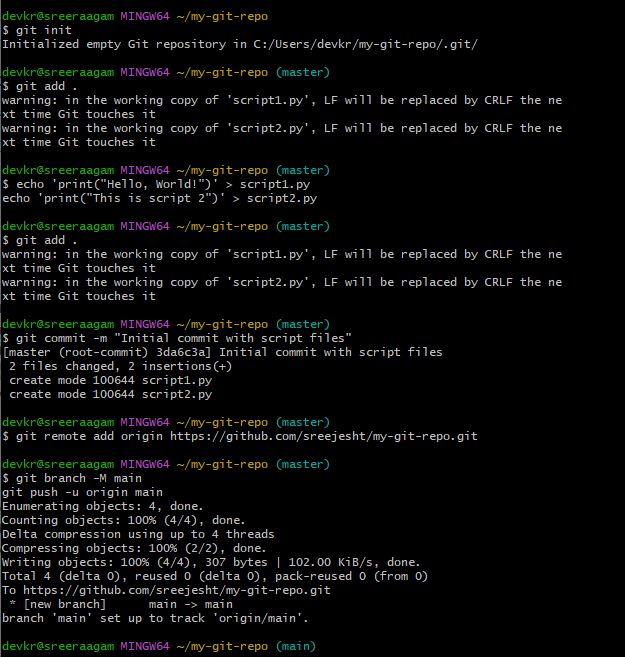 devkr@sreeraagam MINGW64 ~/my-git-repo
$ git init
Initialized empty Git repository in C:/Users/devkr/my-git-repo/.git/

devkr@sreeraagam MINGW64 ~/my-git-repo (master)
$ git add .
warning: in the working copy of 'script1.py', LF will be replaced by CRLF the ne
xt time Git touches it
warning: in the working copy of 'script2.py', LF will be replaced by CRLF the ne
xt time Git touches it

devkr@sreeraagam MINGW64 ~/my-git-repo (master)
$ echo 'print("Hello, World!")' > script1.py
echo 'print("This is script 2")' > script2.py

devkr@sreeraagam MINGW64 ~/my-git-repo (master)
$ git add .
warning: in the working copy of 'script1.py', LF will be replaced by CRLF the ne
xt time Git touches it
warning: in the working copy of 'script2.py', LF will be replaced by CRLF the ne
xt time Git touches it

devkr@sreeraagam MINGW64 ~/my-git-repo (master)
$ git commit -m "Initial commit with script files"
[master (root-commit) 3da6c3a] Initial commit with script files
 2 files changed, 2 insertions(+)
 create mode 100644 script1.py
 create mode 100644 script2.py

devkr@sreeraagam MINGW64 ~/my-git-repo (master)
$ git remote add origin https://github.com/sreejesht/my-git-repo.git

devkr@sreeraagam MINGW64 ~/my-git-repo (master)
$ git branch -M main
git push -u origin main
Enumerating objects: 4, done.
Counting objects: 100% (4/4), done.
Delta compression using up to 4 threads
Compressing objects: 100% (2/2), done.
Writing objects: 100% (4/4), 307 bytes | 102.00 KiB/s, done.
Total 4 (delta 0), reused 0 (delta 0), pack-reused 0 (from 0)
To https://github.com/sreejesht/my-git-repo.git
 * [new branch]      main -> main
branch 'main' set up to track 'origin/main'.

devkr@sreeraagam MINGW64 ~/my-git-repo (main)